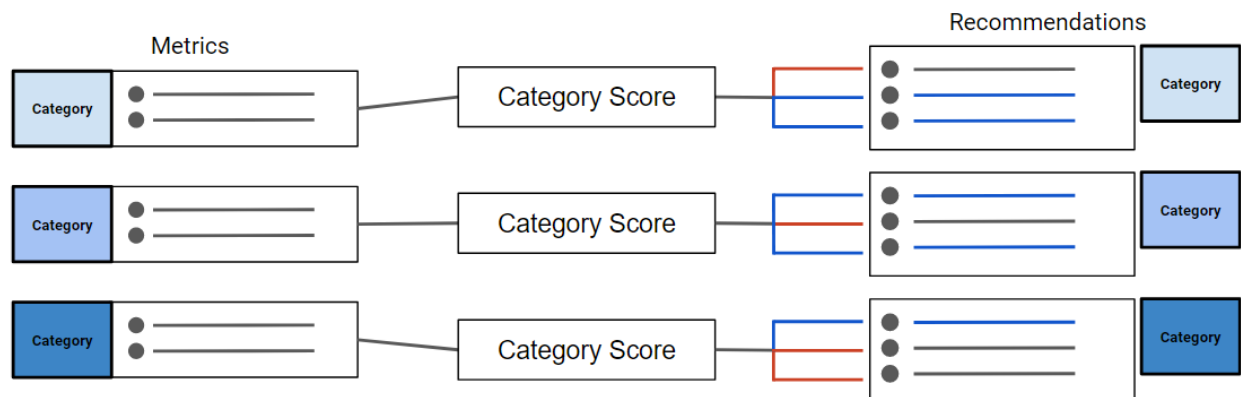 Metrics
Recommendations
Category
Category Score
Category
Category
Category Score
Category
Category
Category Score
Category